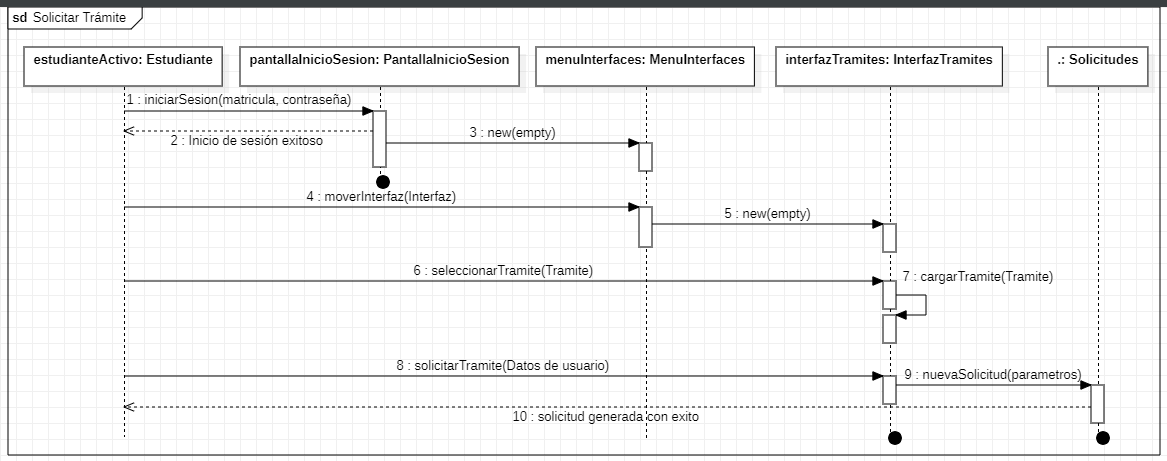 sd Solicitar Trámite
estudianteActivo: Estudiante
pantallaInicioSesion: PantallaInicioSesion
menuInterfaces: MenuInterfaces
interfazTramites: InterfazTramites
.: Solicitudes
1 : iniciarSesion(matricula, contraseña)
2 : Inicio de sesión exitoso
3 : new(empty)
4 : moverInterfaz(Interfaz)
5 : new(empty)
6 : seleccionarTramite(Tramite)
7 : cargarTramite(Tramite)
8 : solicitarTramite(Datos de usuario)
9 : nuevaSolicitud(parametros)
10 : solicitud generada con exito